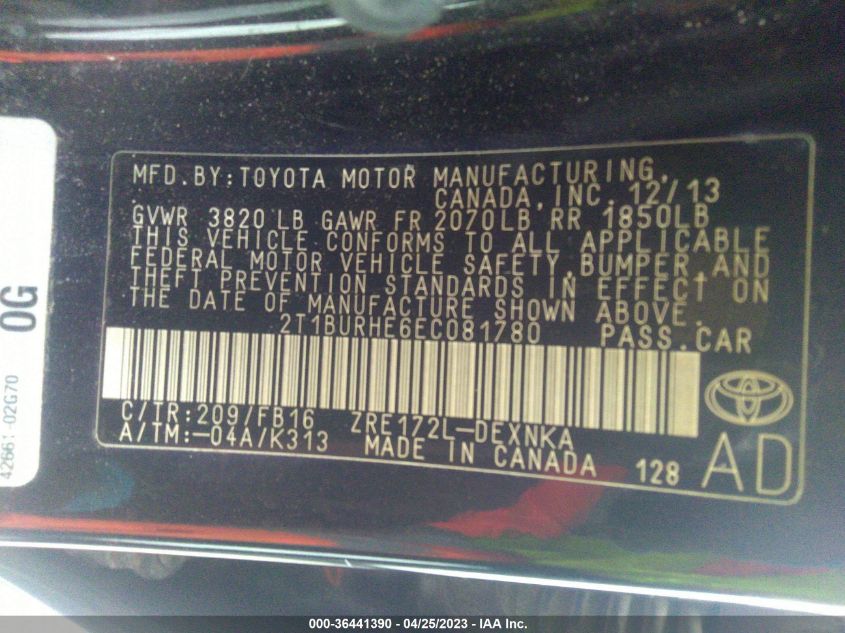 MFD.BY:TOYOTA MOTOR MANUFACTURING,
CANADA,INC. 12/13
GVWR 3820 LB GAWR FR 2070LB RR 1850LB
THIS VEHICLE CONFORMS TO ALL APPLICABLE
FEDERAL MOTOR VEHICLE SAFETY,BUMPER,AND
THEFT PREVENTION STANDARDS IN EFFECT ON
THE DATE OF MANUFACTURE SHOWN ABOVE.
2T1BURHE6EC081780 PASS.CAR
C/TR:209/FB16 ZRE172L-DEXNKA
A/TM:-04A/K313 MADE IN CANADA 128
AD
0G
42661-02G70
000-36441390 - 04/25/2023 - IAA Inc.